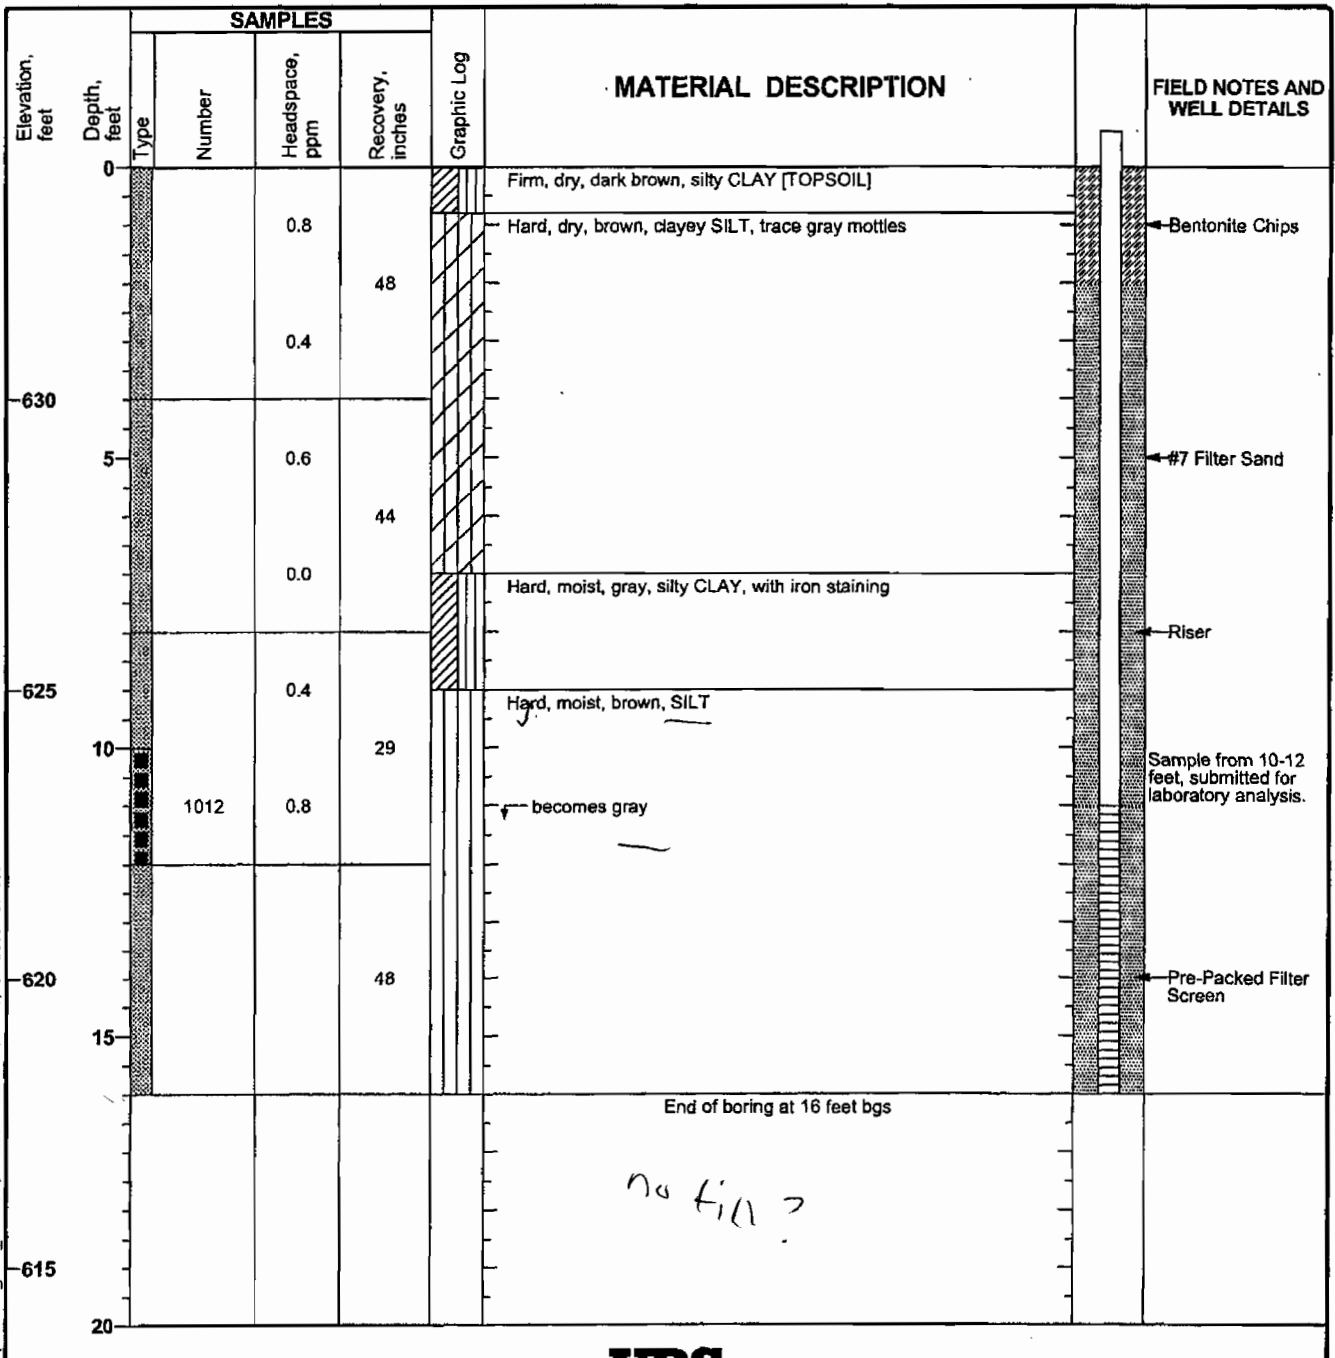 SAMPLES
Elevation,
feet
Depth,
feet
Type
Number
Headspace,
ppm
Recovery,
inches
Graphic Log
MATERIAL DESCRIPTION
FIELD NOTES AND
WELL DETAILS
0
Firm, dry, dark brown, silty CLAY [TOPSOIL]
0.8
Hard, dry, brown, clayey SILT, trace gray mottles
Bentonite Chips
48
0.4
630
5
0.6
#7 Filter Sand
44
0.0
Hard, moist, gray, silty CLAY, with iron staining
Riser
625
0.4
Hard, moist, brown, SILT
10
29
Sample from 10-12
feet, submitted for
laboratory analysis.
1012
0.8
becomes gray
620
48
Pre-Packed Filter
Screen
15
End of boring at 16 feet bgs
no till?
615
20